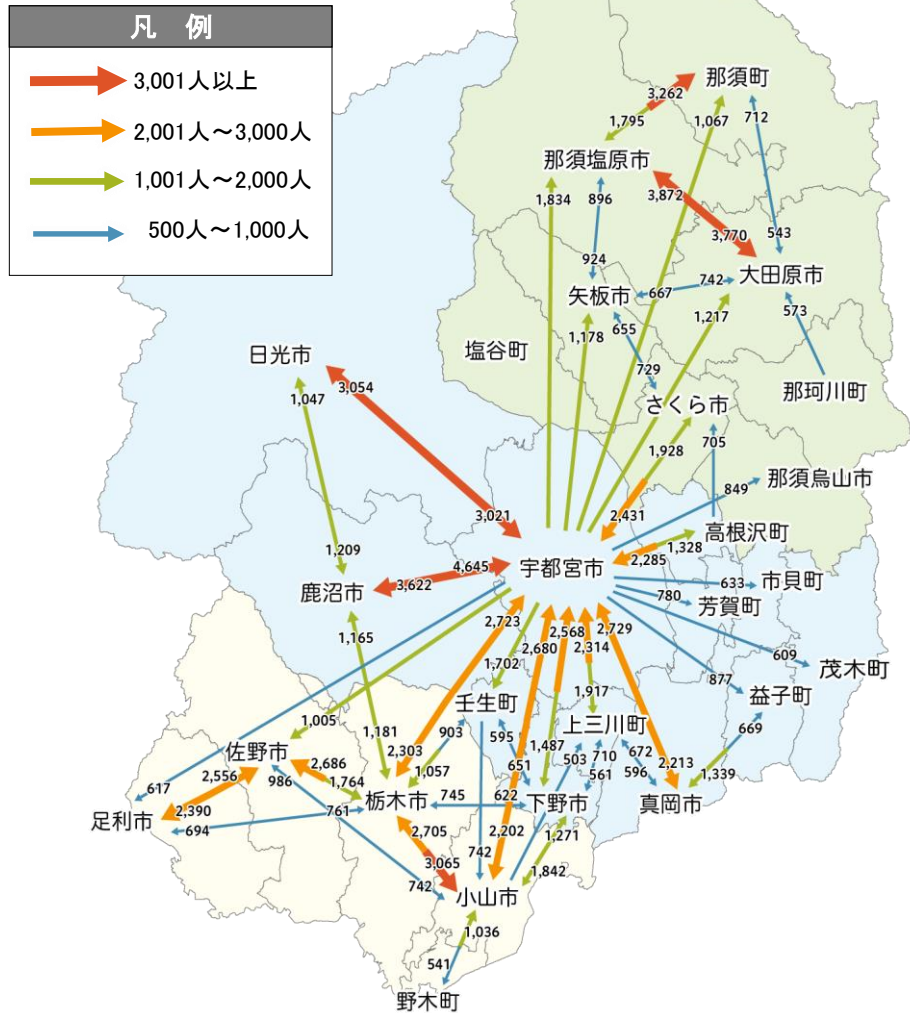 凡 例
3,001人以上
2,001人～3,000人
1,001人～2,000人
500人～1,000人
那須町
3,262
1,795
1,067
712
那須塩原市
1,834
896
3,872
3,770
543
924
大田原市
742
667
矢板市
573
1,217
1,178
655
塩谷町
729
日光市
3,054
1,047
那珂川町
さくら市
705
1,928
那須烏山市
849
2,431
3,021
高根沢町
1,328
2,285
1,209
4,645
宇都宮市
3,622
鹿沼市
633
市貝町
780
芳賀町
1,165
2,723
2,568
2,680
2,729
2,314
609
茂木町
1,702
877
益子町
1,917
壬生町
1,005
上三川町
669
903
595
1,181
2,303
1,487
503
710
672
2,213
佐野市
2,686
651
561
596
1,339
2,556
986
1,764
1,057
617
栃木市
745
622
下野市
真岡市
足利市
2,390
761
694
2,705
2,202
1,271
742
3,065
1,842
742
小山市
1,036
541
野木町